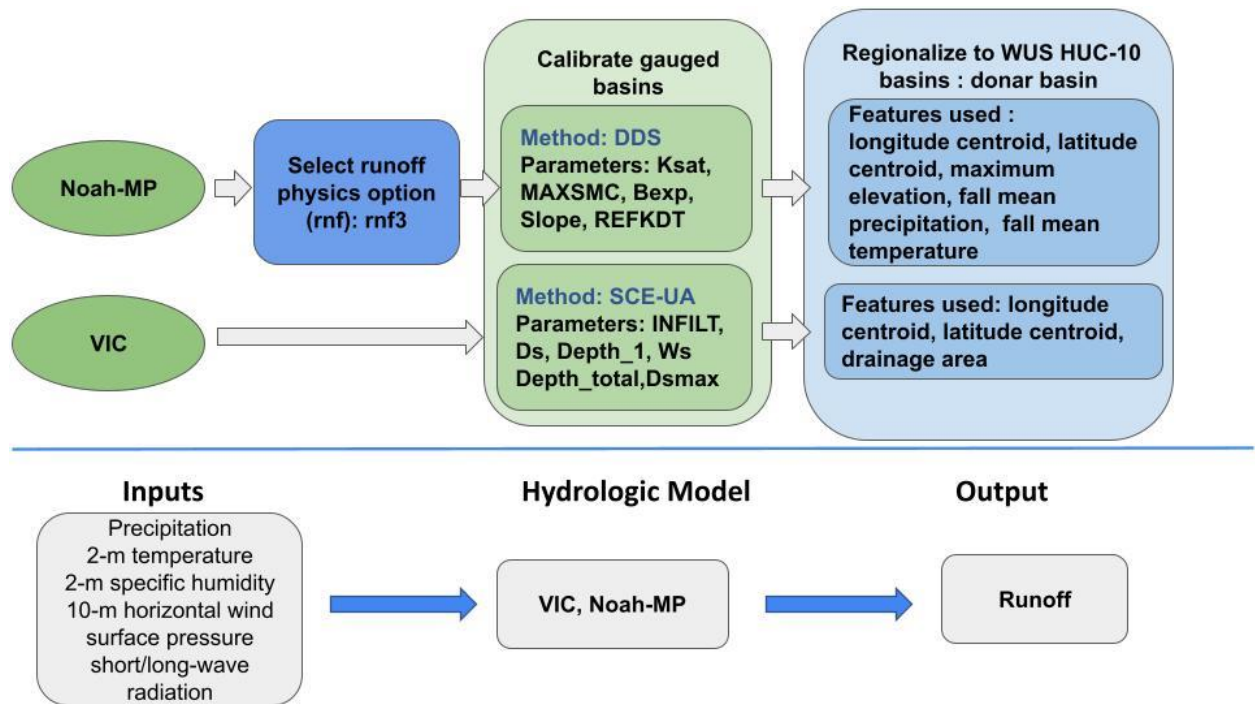 Noah-MP
Select runoff
physics option
(rnf): rnf3
Calibrate gauged
basins
Method: DDS
Parameters: Ksat,
MAXSMC, Bexp,
Slope, REFKDT
Regionalize to WUS HUC-10
basins : donar basin
Features used :
longitude centroid, latitude
centroid, maximum
elevation, fall mean
precipitation, fall mean
temperature
VIC
Method: SCE-UA
Parameters: INFILT,
Ds, Depth_1, Ws
Depth_total,Dsmax
Features used: longitude
centroid, latitude centroid,
drainage area
Inputs
Precipitation
2-m temperature
2-m specific humidity
10-m horizontal wind
surface pressure
short/long-wave
radiation
Hydrologic Model
VIC, Noah-MP
Output
Runoff